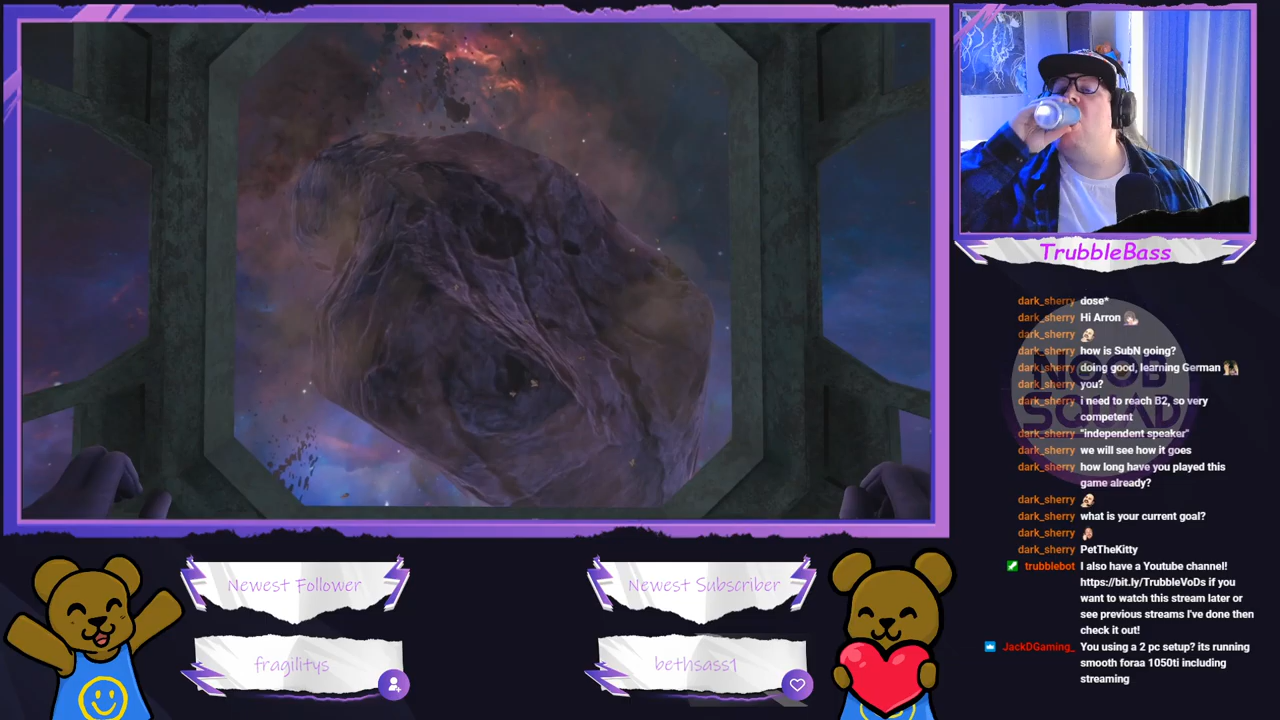 TrubbleBass
dark_sherry dose*
dark_sherry Hi Arron
dark_sherry
dark_sherry how is SubN going?
dark_sherry doing good, learning German
dark_sherry you?
dark_sherry i need to reach B2, so very
competent
dark_sherry "independent speaker"
dark_sherry we will see how it goes
dark_sherry how long have you played this
game already?
dark_sherry
dark_sherry what is your current goal?
dark_sherry
dark_sherry PetTheKitty
trubblebot I also have a Youtube channel!
https://bit.ly/TrubbleVoDs if you
want to watch this stream later or
see previous streams I've done then
check it out!
JackDGaming_ You using a 2 pc setup? its running
smooth foraa 1050ti including
streaming
NOOB
SQUAD
Newest Follower
fragilitys
Newest Subscriber
bethsass1